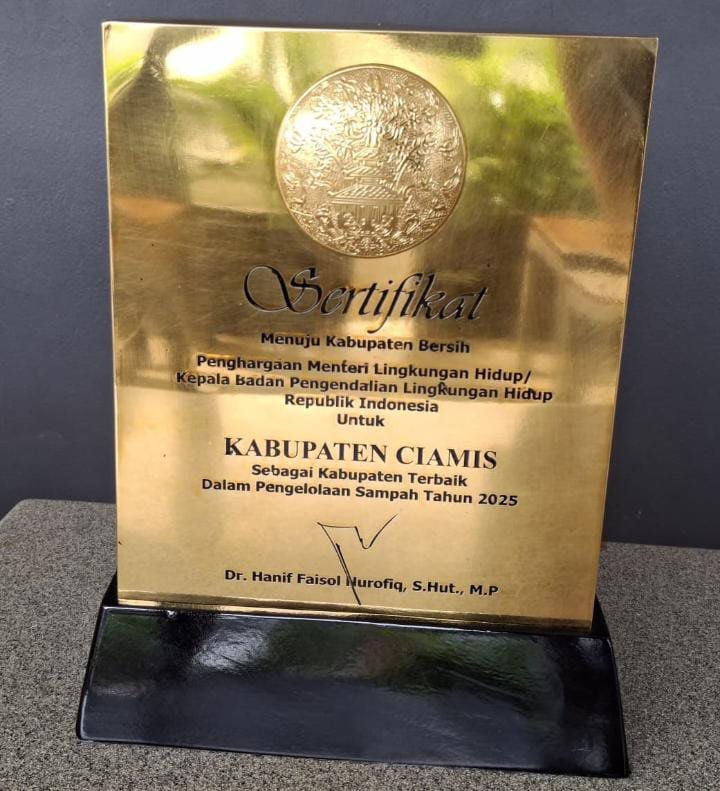 Sertifikat
Menuju Kabupaten Bersih
Penghargaan Menteri Lingkungan Hidup/
Kepala Badan Pengendalian Lingkungan Hidup
Republik Indonesia
Untuk
KABUPATEN CIAMIS
Sebagai Kabupaten Terbaik
Dalam Pengelolaan Sampah Tahun 2025
Dr. Hanif Faisol Nurofiq, S.Hut., M.P